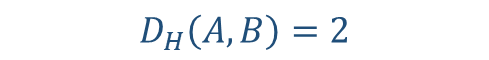 D_H(A, B) = 2